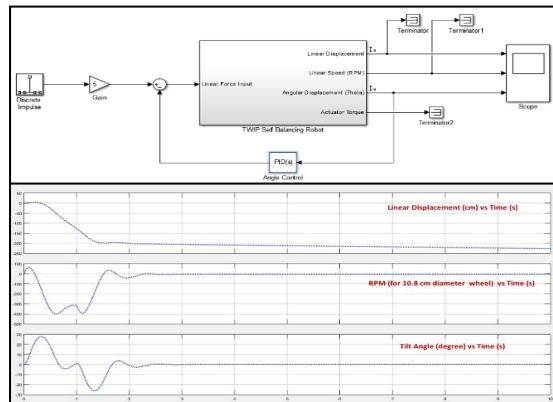 Terminator
Terminator1
Linear Displacement
Linear Speed (RPM)
Linear Force Input
Angular Displacement (Theta)
Actuator Torque
Discrete
Impulse
5
Gain
Scope
TWIP Self Balancing Robot
Terminator2
PID(s)
Angle Control
Linear Displacement (cm) vs Time (s)
RPM (for 10.8 cm diameter wheel) vs Time (s)
Tilt Angle (degree) vs Time (s)